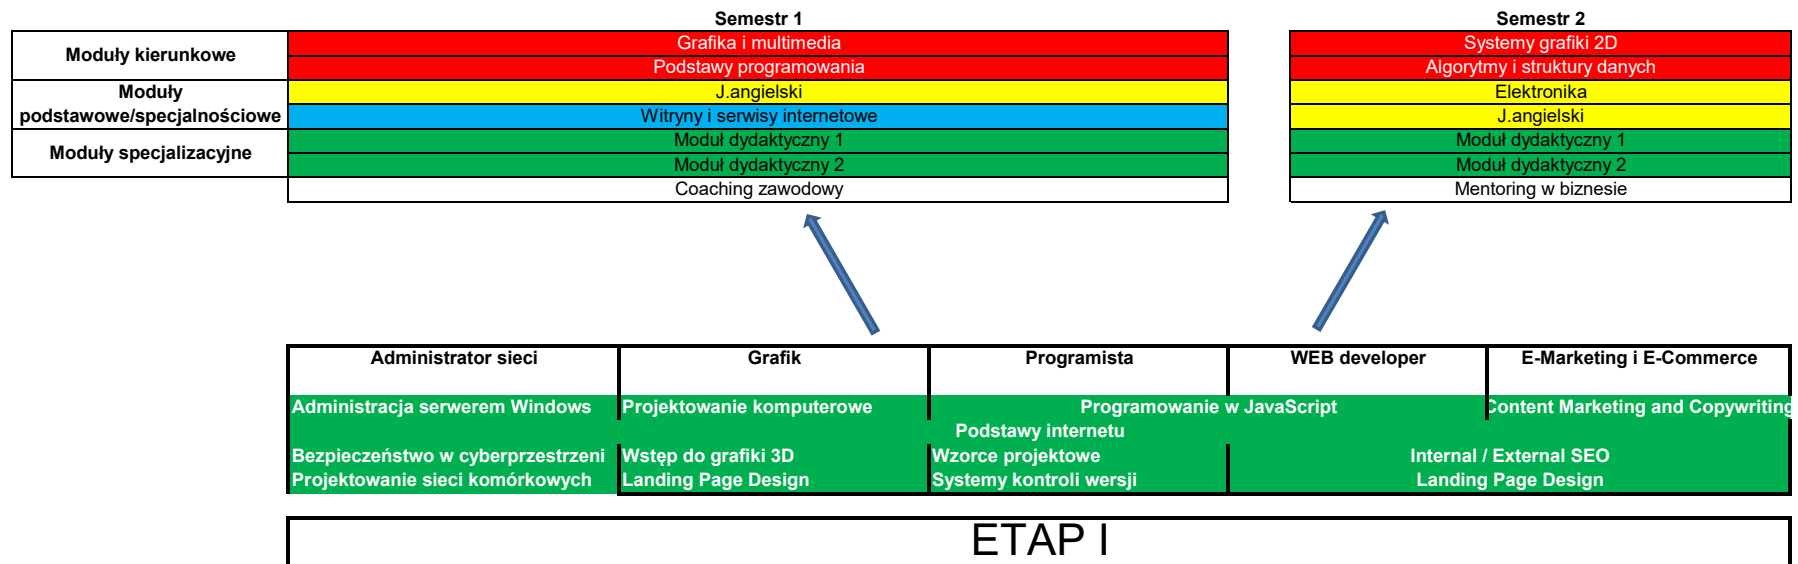 Semestr 1 Semestr 2
Moduły kierunkowe Grafika i multimedia Systemy grafiki 2D
Podstawy programowania Algorytmy i struktury danych
Moduły podstawowe/specjalnościowe J.angielski Elektronika
Witryny i serwisy internetowe J.angielski
Moduły specjalizacyjne Moduł dydaktyczny 1 Moduł dydaktyczny 1
Moduł dydaktyczny 2 Moduł dydaktyczny 2
Coaching zawodowy Mentoring w biznesie
Administrator sieci Grafik Programista WEB developer E-Marketing i E-Commerce
Administracja serwerem Windows Projektowanie komputerowe Programowanie w JavaScript Content Marketing and Copywriting
Podstawy internetu
Bezpieczeństwo w cyberprzestrzeni Wstęp do grafiki 3D Wzorce projektowe Internal / External SEO
Projektowanie sieci komórkowych Landing Page Design Systemy kontroli wersji Landing Page Design
ETAP I